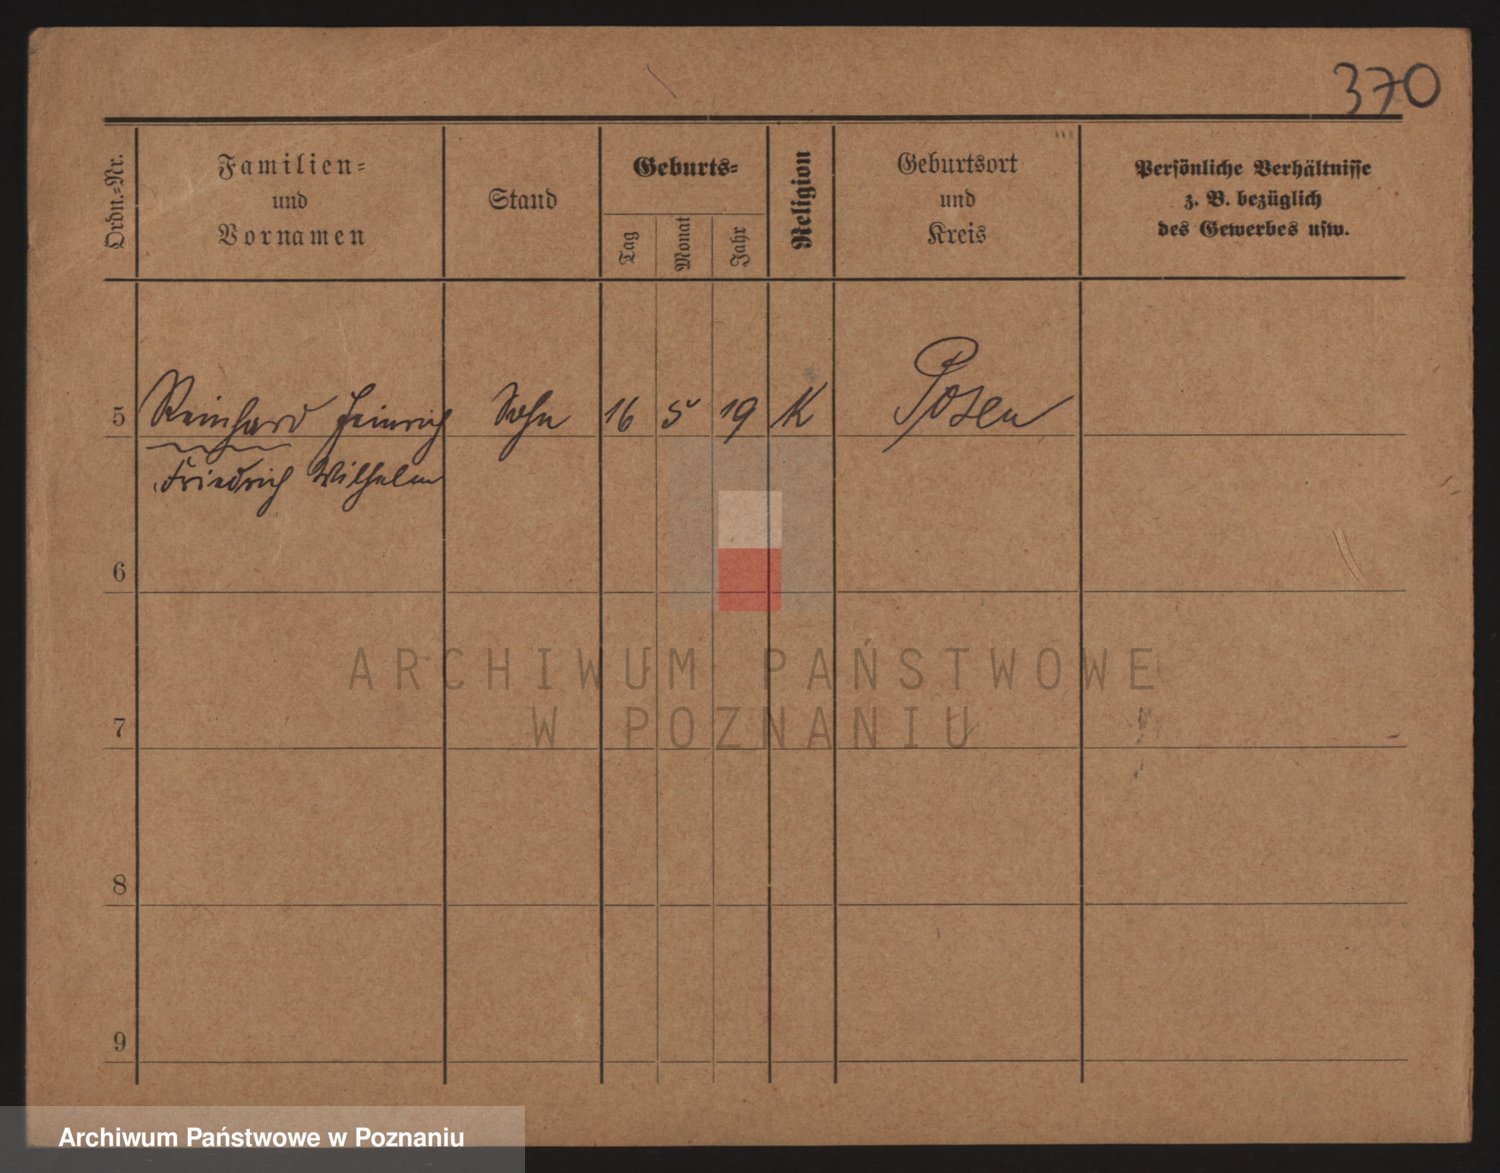 370
Ordn.-Nr.
Familien-
und
Vornamen
Stand
Geburts-
Tag
Monat
Jahr
Religion
Geburtsort
und
Kreis
Persönliche Verhältnisse
z. B. bezüglich
des Gewerbes usw.
5 Reinhard Heinrich Sohn 16 5 19 K Posen
Friedrich Wilhelm
6
7
8
9
ARCHIWUM PAŃSTWOWE
W POZNANIU
Archiwum Państwowe w Poznaniu